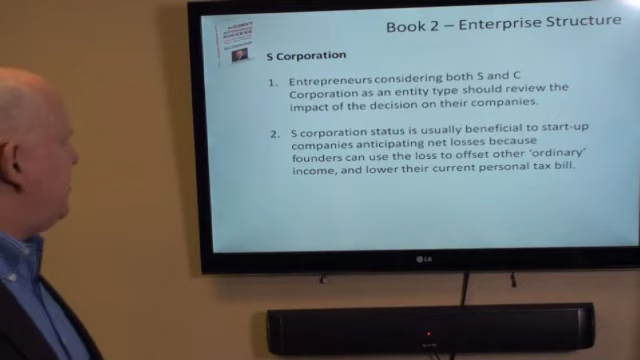 Book 2 – Enterprise Structure
S Corporation
1. Entrepreneurs considering both S and C
Corporation as an entity type should review the
impact of the decision on their companies.
2. S corporation status is usually beneficial to start-up
companies anticipating net losses because
founders can use the loss to offset other ‘ordinary’
income, and lower their current personal tax bill.
LG